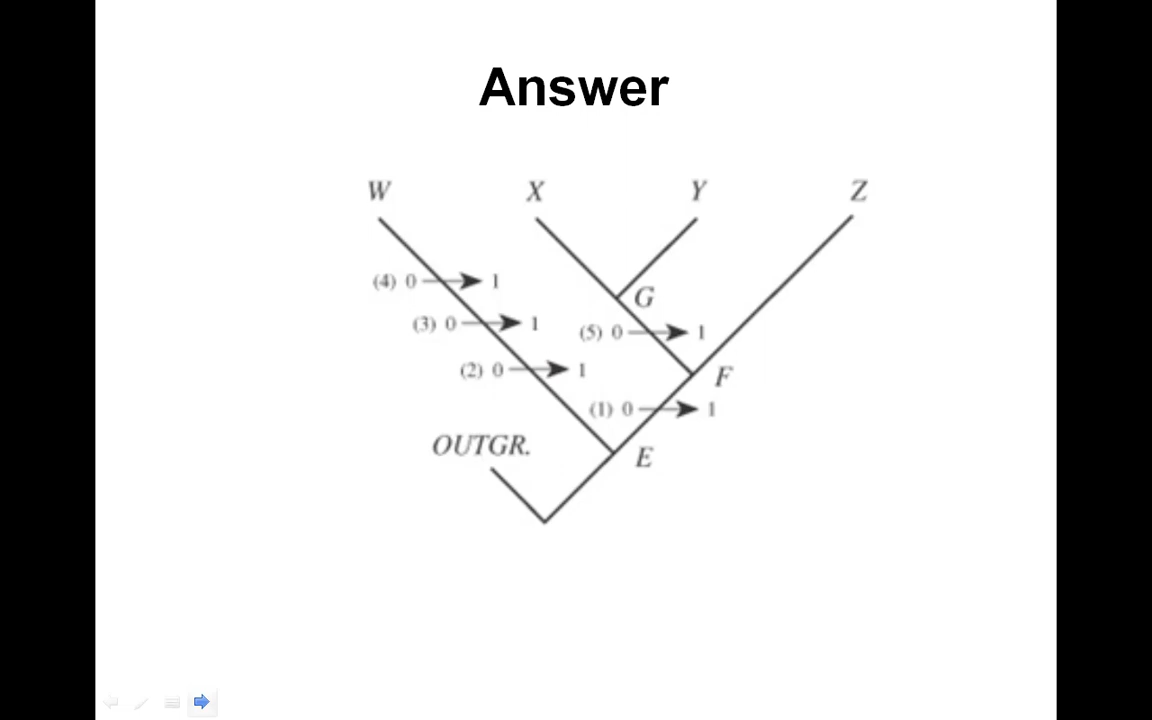 Answer
W X Y Z
(4) 0 1
G
(3) 0 1
(5) 0 1
(2) 0 1
F
(1) 0 1
OUTGR.
E